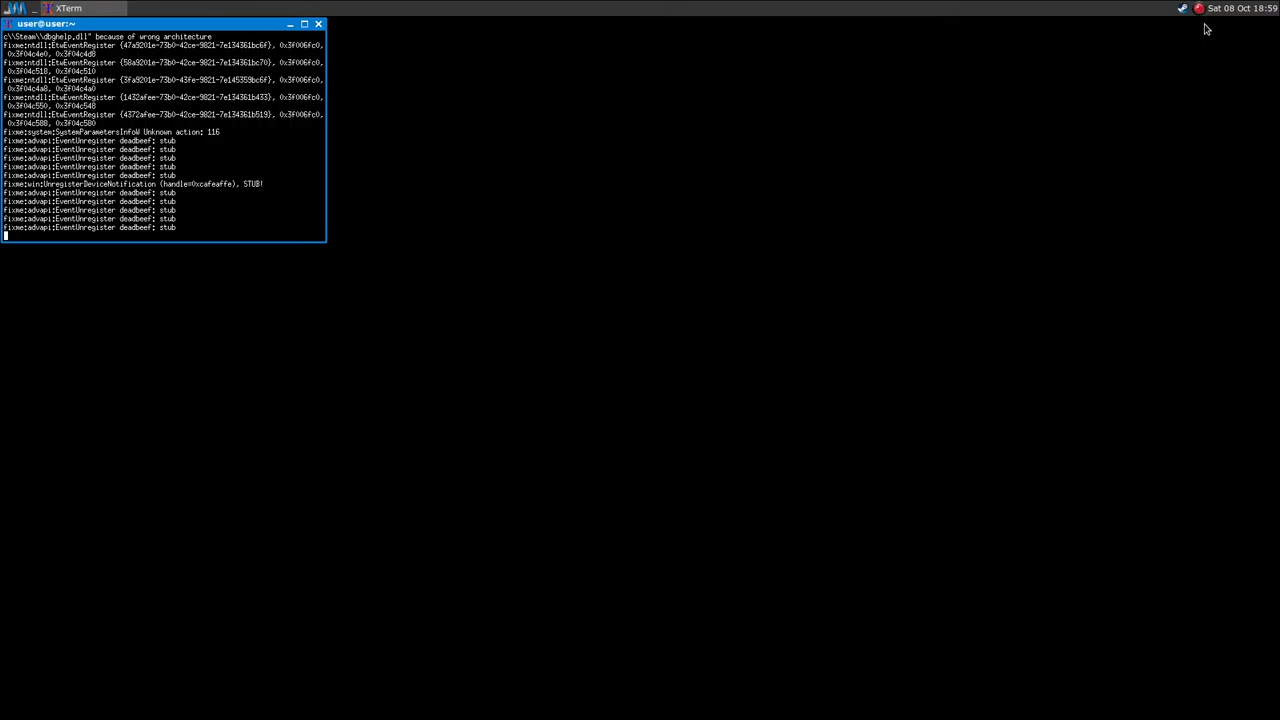 XTerm
Sat 08 Oct 18:59
user@user:~
c\\Steam\\dbghelp.dll" because of wrong architecture
fixme:ntdll:EtwEventRegister {47a9201e-73b0-42ce-9821-7e134361bc6f}, 0x3f006fc0,
0x3f04c4e0, 0x3f04c4d8
fixme:ntdll:EtwEventRegister {58a9201e-73b0-42ce-9821-7e134361bc70}, 0x3f006fc0,
0x3f04c518, 0x3f04c510
fixme:ntdll:EtwEventRegister {3fa9201e-73b0-43fe-9821-7e145359bc6f}, 0x3f006fc0,
0x3f04c4a8, 0x3f04c4a0
fixme:ntdll:EtwEventRegister {1432afee-73b0-42ce-9821-7e134361b433}, 0x3f006fc0,
0x3f04c550, 0x3f04c548
fixme:ntdll:EtwEventRegister {4372afee-73b0-42ce-9821-7e134361b519}, 0x3f006fc0,
0x3f04c588, 0x3f04c580
fixme:system:SystemParametersInfoW Unknown action: 116
fixme:advapi:EventUnregister deadbeef: stub
fixme:advapi:EventUnregister deadbeef: stub
fixme:advapi:EventUnregister deadbeef: stub
fixme:advapi:EventUnregister deadbeef: stub
fixme:advapi:EventUnregister deadbeef: stub
fixme:win:UnregisterDeviceNotification (handle=0xcafeaffe), STUB!
fixme:advapi:EventUnregister deadbeef: stub
fixme:advapi:EventUnregister deadbeef: stub
fixme:advapi:EventUnregister deadbeef: stub
fixme:advapi:EventUnregister deadbeef: stub
fixme:advapi:EventUnregister deadbeef: stub